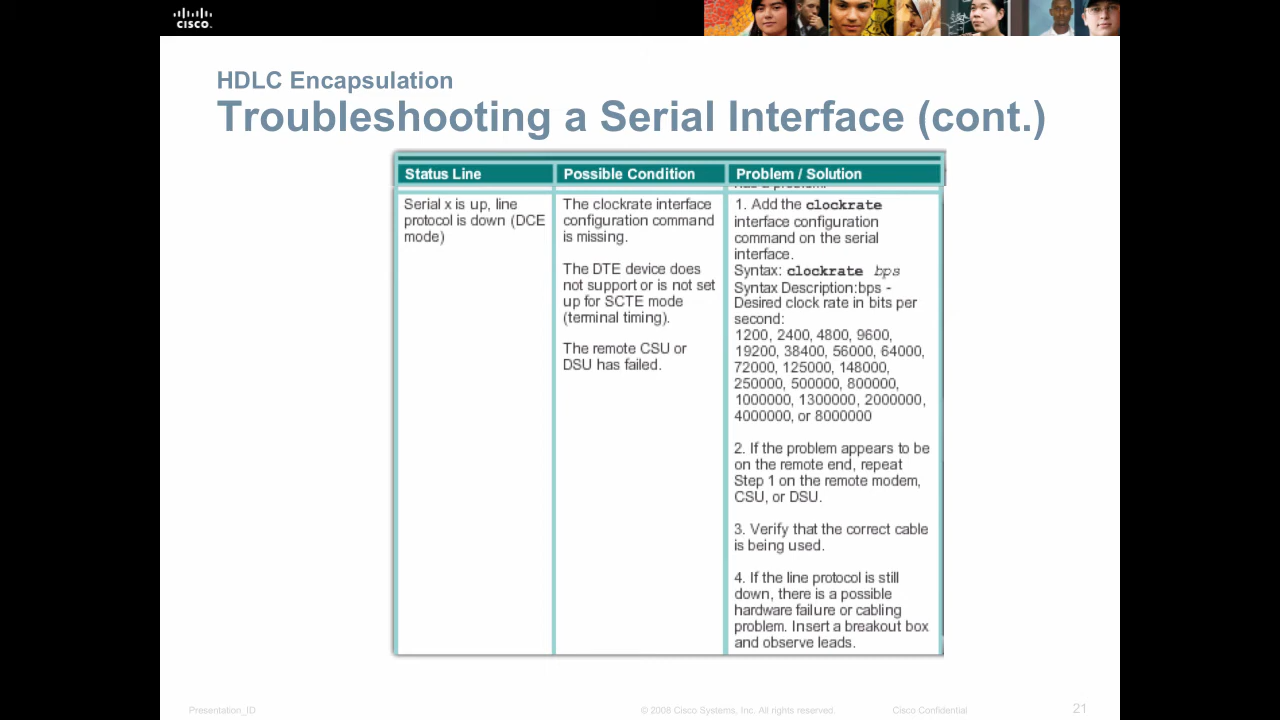 CISCO.
HDLC Encapsulation
Troubleshooting a Serial Interface (cont.)
Status Line
Possible Condition
Problem / Solution
Serial x is up, line
protocol is down (DCE
mode)
The clockrate interface
configuration command
is missing.
The DTE device does
not support or is not set
up for SCTE mode
(terminal timing).
The remote CSU or
DSU has failed.
1. Add the clockrate
interface configuration
command on the serial
interface.
Syntax: clockrate bps
Syntax Description:bps -
Desired clock rate in bits per
second:
1200, 2400, 4800, 9600,
19200, 38400, 56000, 64000,
72000, 125000, 148000,
250000, 500000, 800000,
1000000, 1300000, 2000000,
4000000, or 8000000
2. If the problem appears to be
on the remote end, repeat
Step 1 on the remote modem,
CSU, or DSU.
3. Verify that the correct cable
is being used.
4. If the line protocol is still
down, there is a possible
hardware failure or cabling
problem. Insert a breakout box
and observe leads.
Presentation_ID
© 2008 Cisco Systems, Inc. All rights reserved.
Cisco Confidential
21